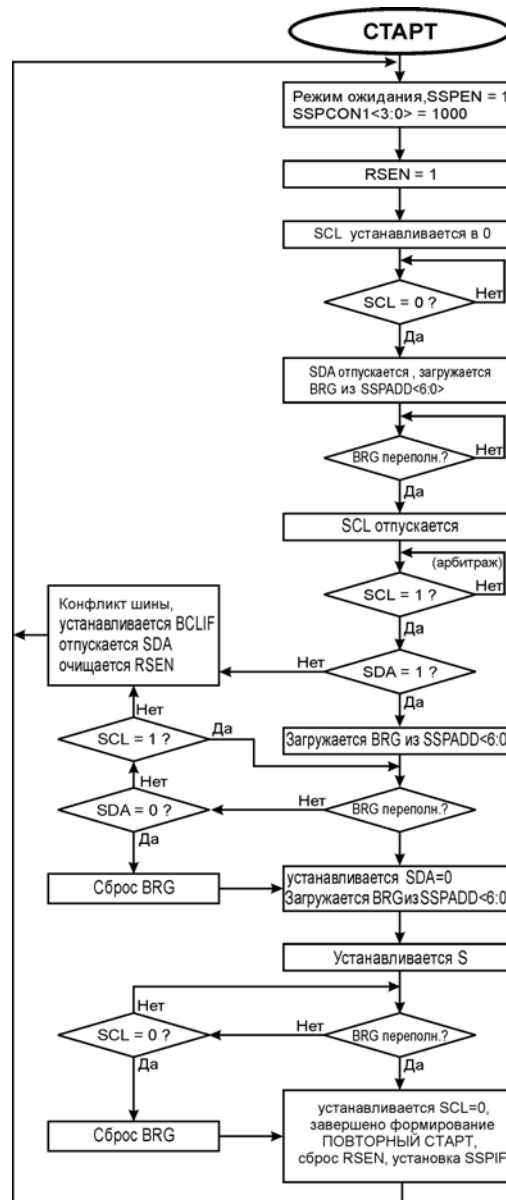 СТАРТ
Режим ожидания,SSPEN = 1
SSPCON1<3:0> = 1000
RSEN = 1
SCL устанавливается в 0
SCL = 0 ?
Нет
Да
SDA отпускается , загружается
BRG из SSPADD<6:0>
BRG переполн.?
Нет
Да
SCL отпускается
(арбитраж)
SCL = 1 ?
Нет
Да
Конфликт шины,
устанавливается BCLIF
отпускается SDA
очищается RSEN
Нет
SDA = 1 ?
Да
Нет
SCL = 1 ?
Да
Загружается BRG из SSPADD<6:0
Нет
SDA = 0 ?
Нет
BRG переполн.?
Да
Сброс BRG
устанавливается SDA=0
Загружается BRGизSSPADD<6:0
Устанавливается S
Нет
SCL = 0 ?
Нет
BRG переполн.?
Да
Да
Сброс BRG
устанавливается SCL=0,
завершено формирование
ПОВТОРНЫЙ СТАРТ,
сброс RSEN, установка SSPIF